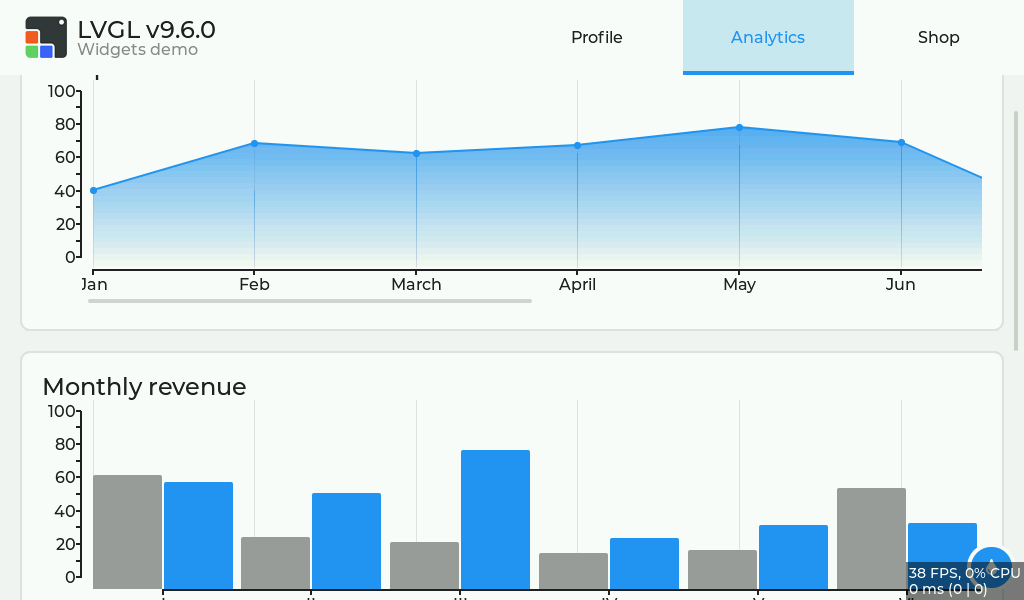 LVGL v9.6.0
Widgets demo
Profile
Analytics
Shop
100
80
60
40
20
0
Jan Feb March April May Jun
Monthly revenue
100
80
60
40
20
0
38 FPS, 0% CPU
0 ms (0 | 0)